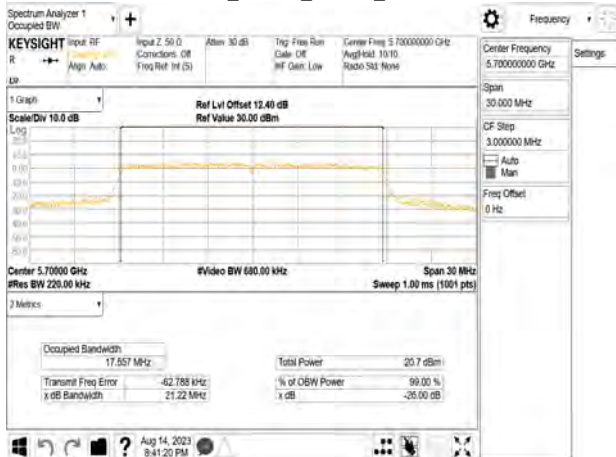 Spectrum Analyzer 1
Occupied BW
Frequency
KEYSIGHT
R
Input: RF
Align: Auto
Input Z: 50 Ω
Corrections: Off
Freq Ref: Int (S)
Atten: 30 dB
Trig: Free Run
Gate: Off
#IF Gain: Low
Center Freq: 5.700000000 GHz
Avg|Hold: 10/10
Radio Std: None
Center Frequency
5.700000000 GHz
Settings
Span
30.000 MHz
CF Step
3.000000 MHz
Auto
Man
Freq Offset
0 Hz
1 Graph
Scale/Div 10.0 dB
Log
Ref Lvl Offset 12.40 dB
Ref Value 30.00 dBm
Center 5.70000 GHz
#Res BW 220.00 kHz
#Video BW 680.00 kHz
Span 30 MHz
Sweep 1.00 ms (1001 pts)
2 Metrics
Occupied Bandwidth
17.557 MHz
Total Power
20.7 dBm
Transmit Freq Error
-62.788 kHz
% of OBW Power
99.00 %
x dB Bandwidth
21.22 MHz
x dB
-26.00 dB
?
Aug 14, 2023
8:41:20 PM